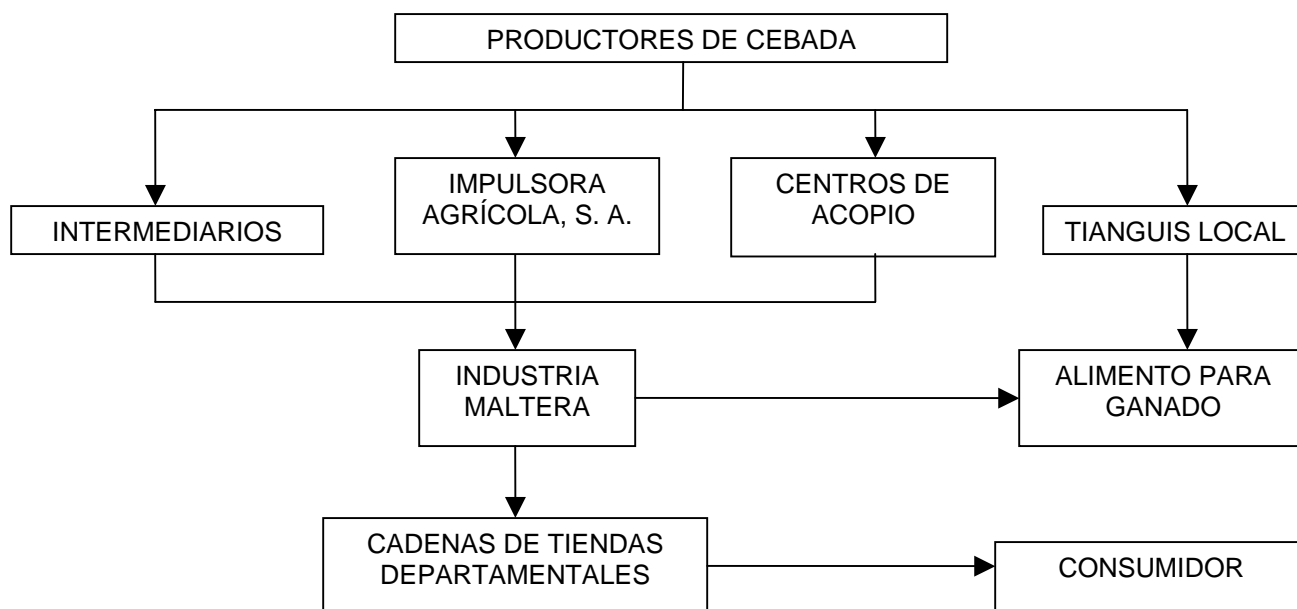 PRODUCTORES DE CEBADA
INTERMEDIARIOS
IMPULSORA
AGRÍCOLA, S. A.
CENTROS DE
ACOPIO
TIANGUIS LOCAL
INDUSTRIA
MALTERA
ALIMENTO PARA
GANADO
CADENAS DE TIENDAS
DEPARTAMENTALES
CONSUMIDOR